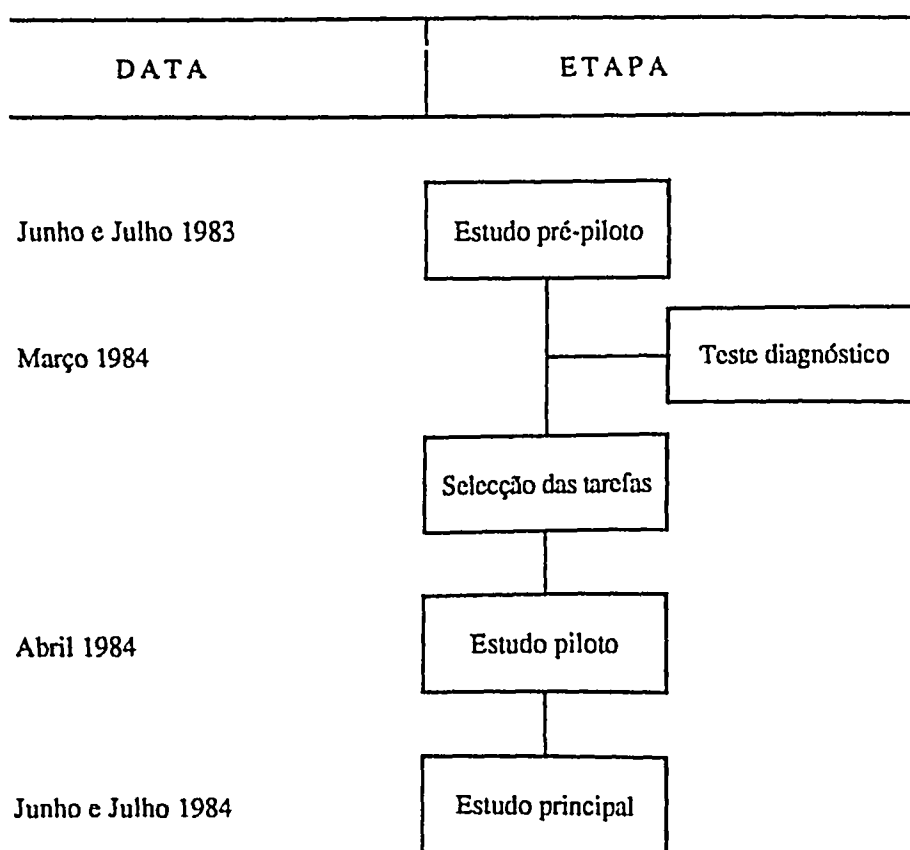 DATA ETAPA
Junho e Julho 1983 Estudo pré-piloto
Março 1984 Teste diagnóstico
Selecção das tarefas
Abril 1984 Estudo piloto
Junho e Julho 1984 Estudo principal